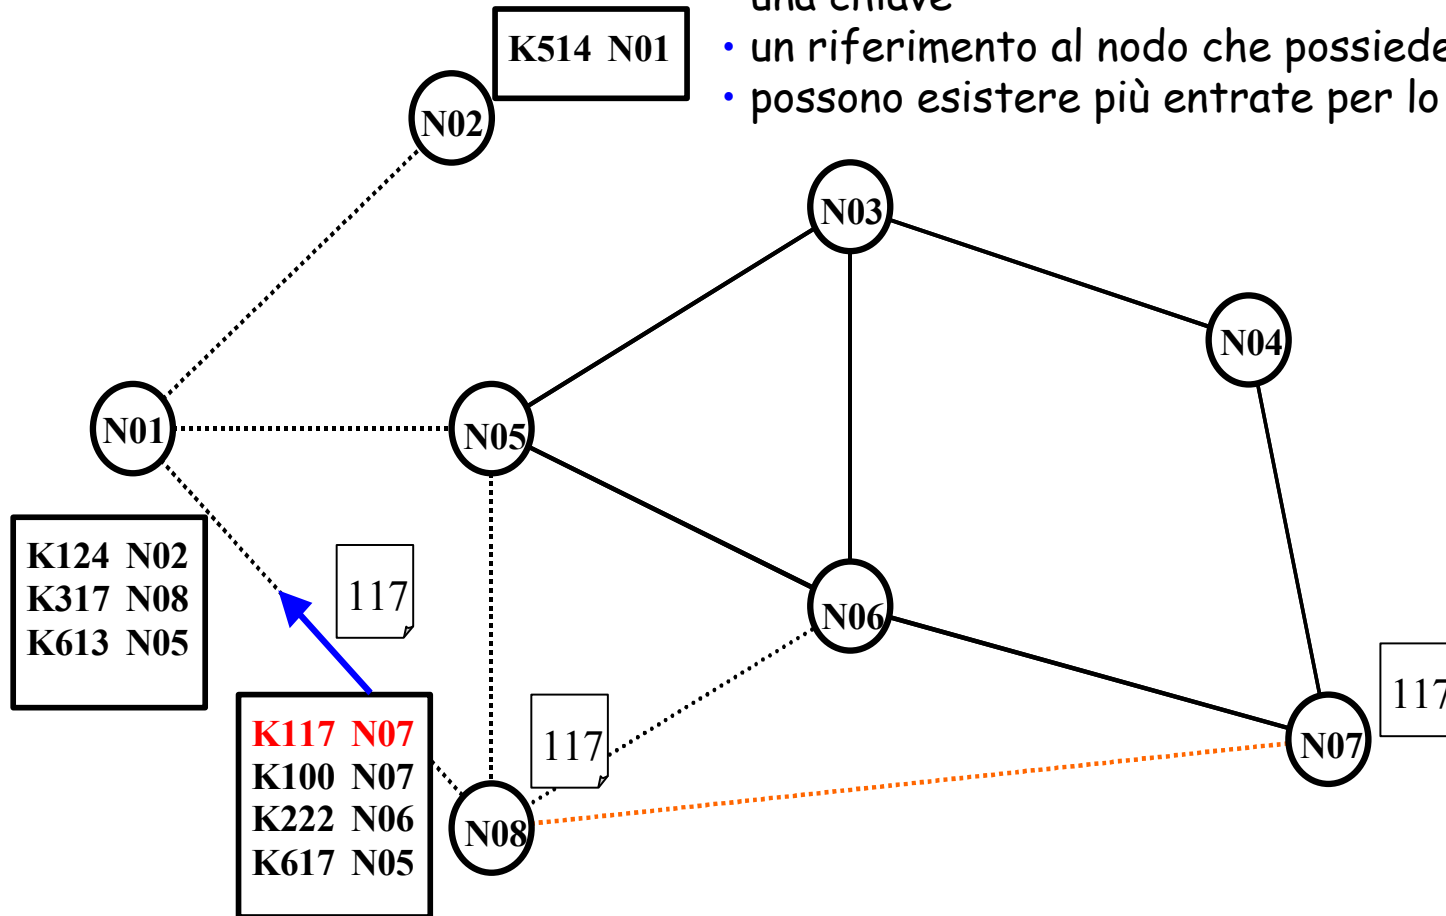 una chiave
K514 N01
• un riferimento al nodo che possiede
• possono esistere più entrate per lo
N02
N03
N04
N01
N05
K124 N02
K317 N08
K613 N05
117
N06
117
K117 N07
K100 N07
K222 N06
K617 N05
117
N07
N08